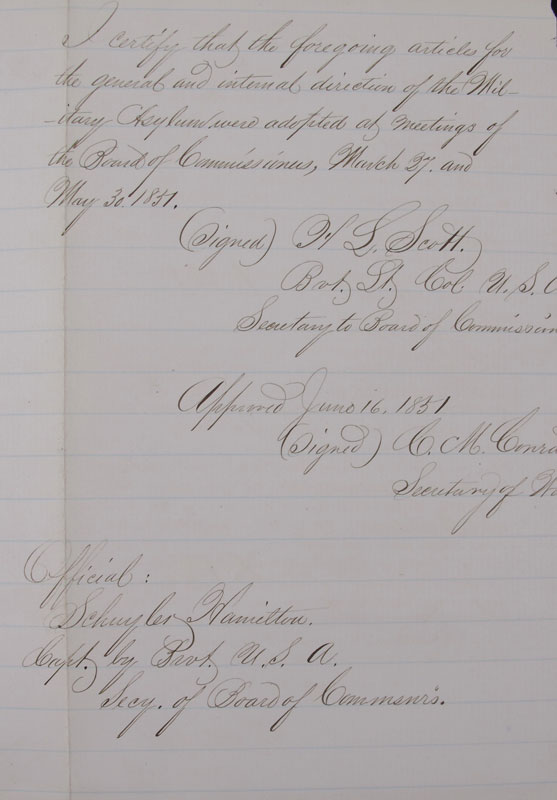 I certify that the foregoing articles for
the general and internal direction of the Mil-
-itary Asylum were adopted at meetings of
the Board of Commissioners, March 27. and
May 30. 1851.
(Signed) H L. Scott.
Bvt. Lt. Col U. S.
Secretary to Board of Commission
Approved June 16. 1851
(Signed) C. M. Conra
Secretary of
Official:
Schuyler Hamilton.
Capt. by Brvt. U. S. A.
Secy. of Board of Commsnrs.